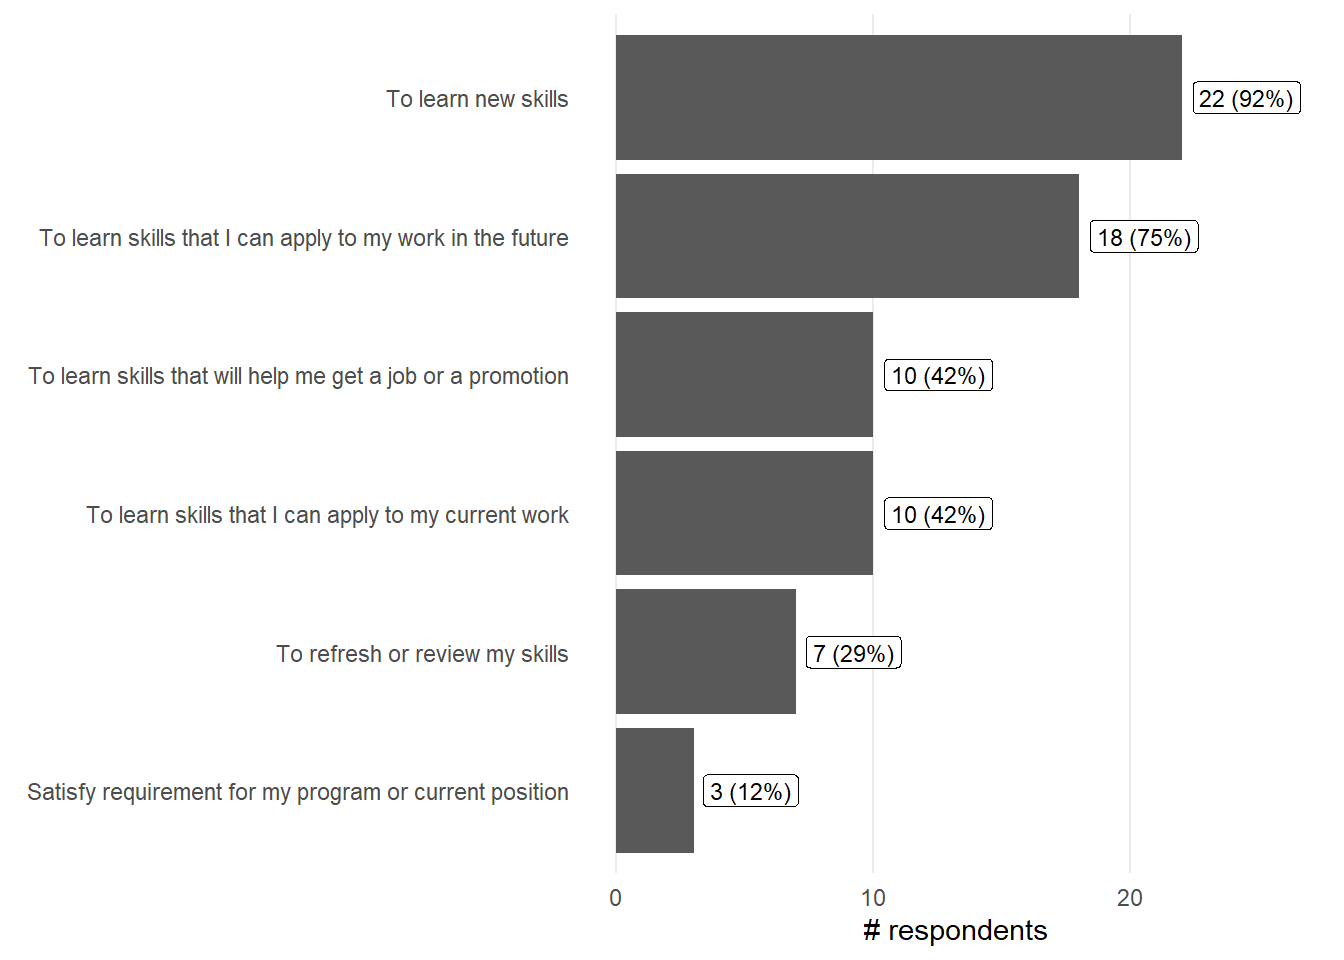 To learn new skills
22 (92%)
To learn skills that I can apply to my work in the future
18 (75%)
To learn skills that will help me get a job or a promotion
10 (42%)
To learn skills that I can apply to my current work
10 (42%)
To refresh or review my skills
7 (29%)
Satisfy requirement for my program or current position
3 (12%)
0
10
20
# respondents